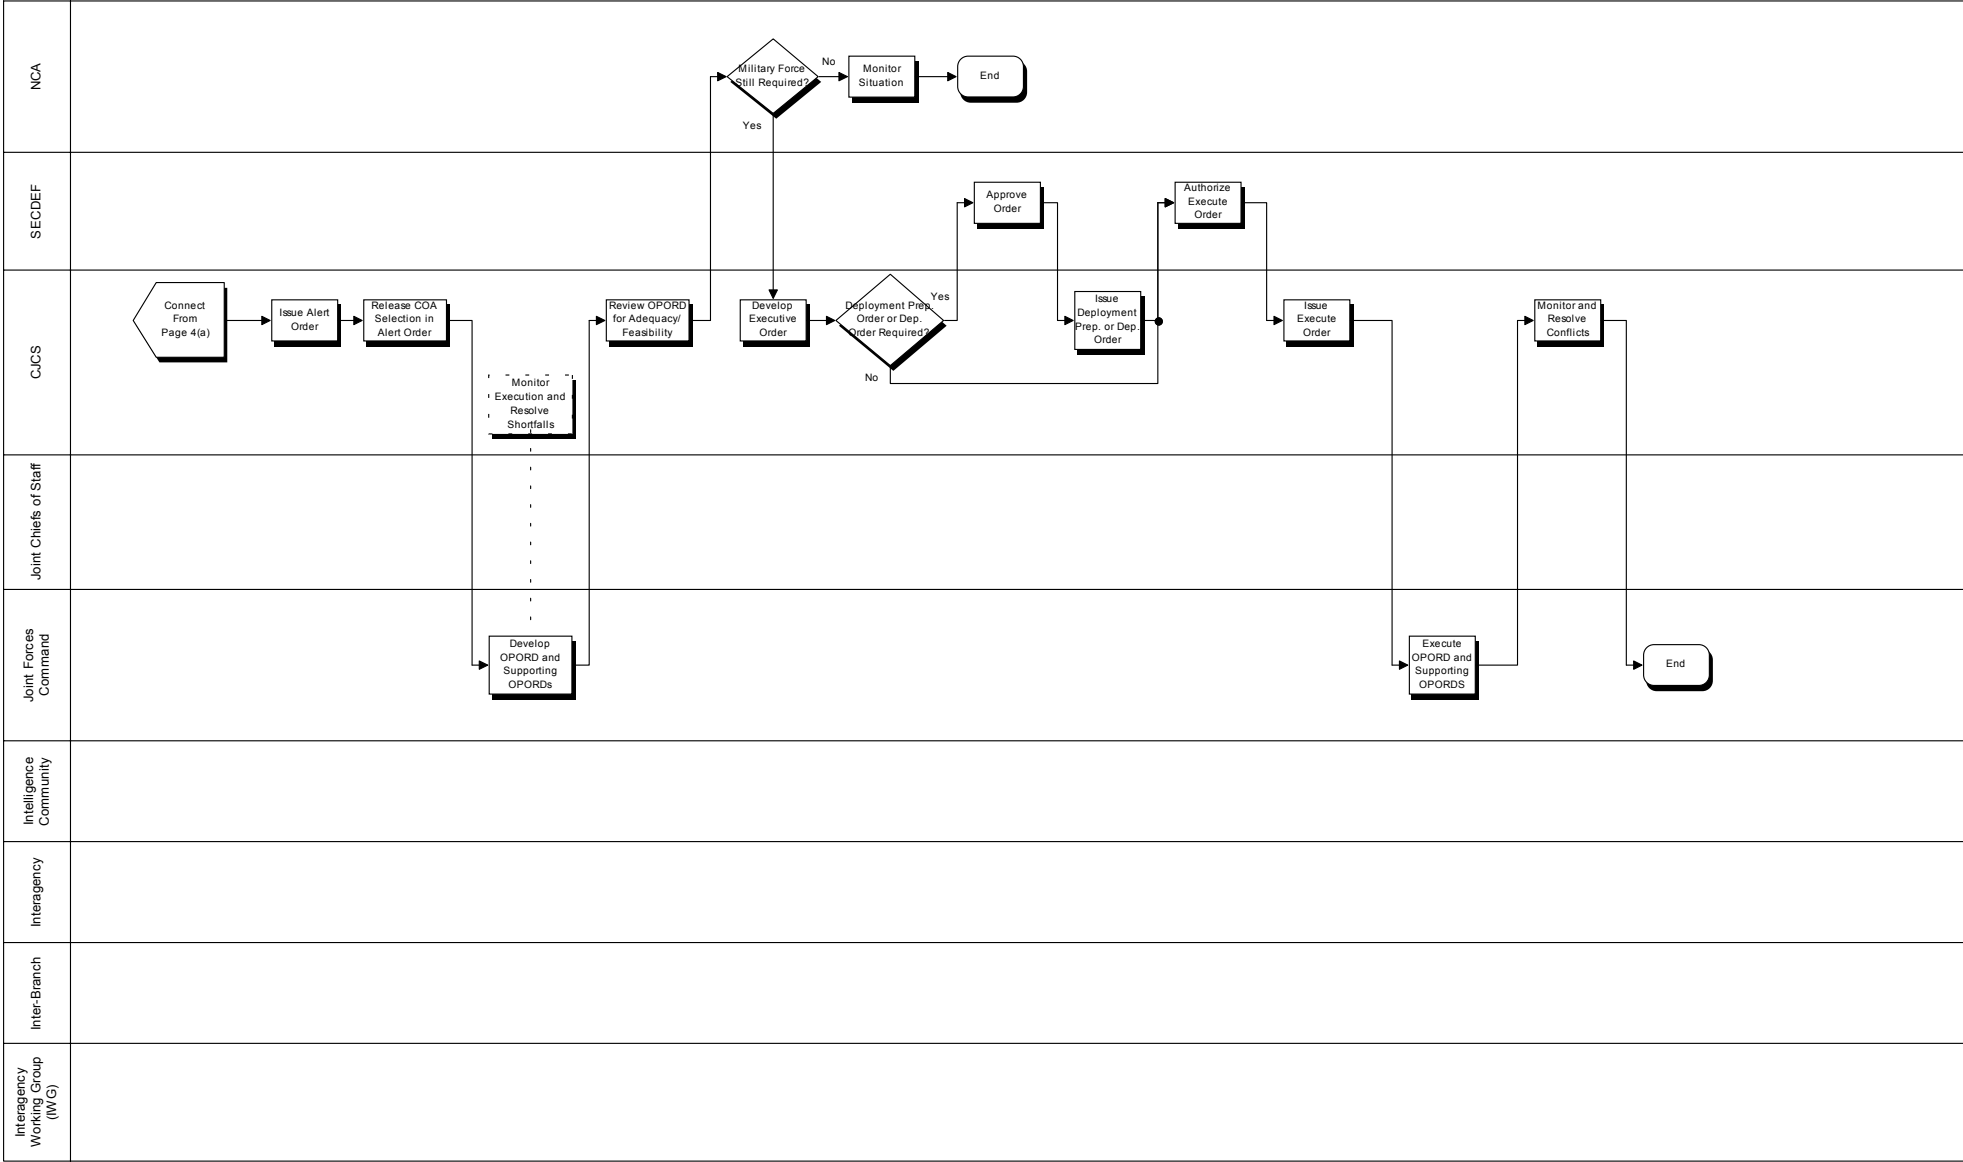 NCA
Military Force
Still Required?
No
Yes
Monitor
Situation
End
SECDEF
Approve
Order
Authorize
Execute
Order
CJCS
Connect
From
Page 4(a)
Issue Alert
Order
Release COA
Selection in
Alert Order
Monitor
Execution and
Resolve
Shortfalls
Review OPORD
for Adequacy/
Feasibility
Develop
Executive
Order
Deployment Prep.
Order or Dep.
Order Required?
Yes
No
Issue
Deployment
Prep. or Dep.
Order
Issue
Execute
Order
Monitor and
Resolve
Conflicts
Joint Chiefs of Staff
Joint Forces
Command
Develop
OPORD and
Supporting
OPORDs
Execute
OPORD and
Supporting
OPORDS
End
Intelligence
Community
Interagency
Inter-Branch
Interagency
Working Group
(IWG)